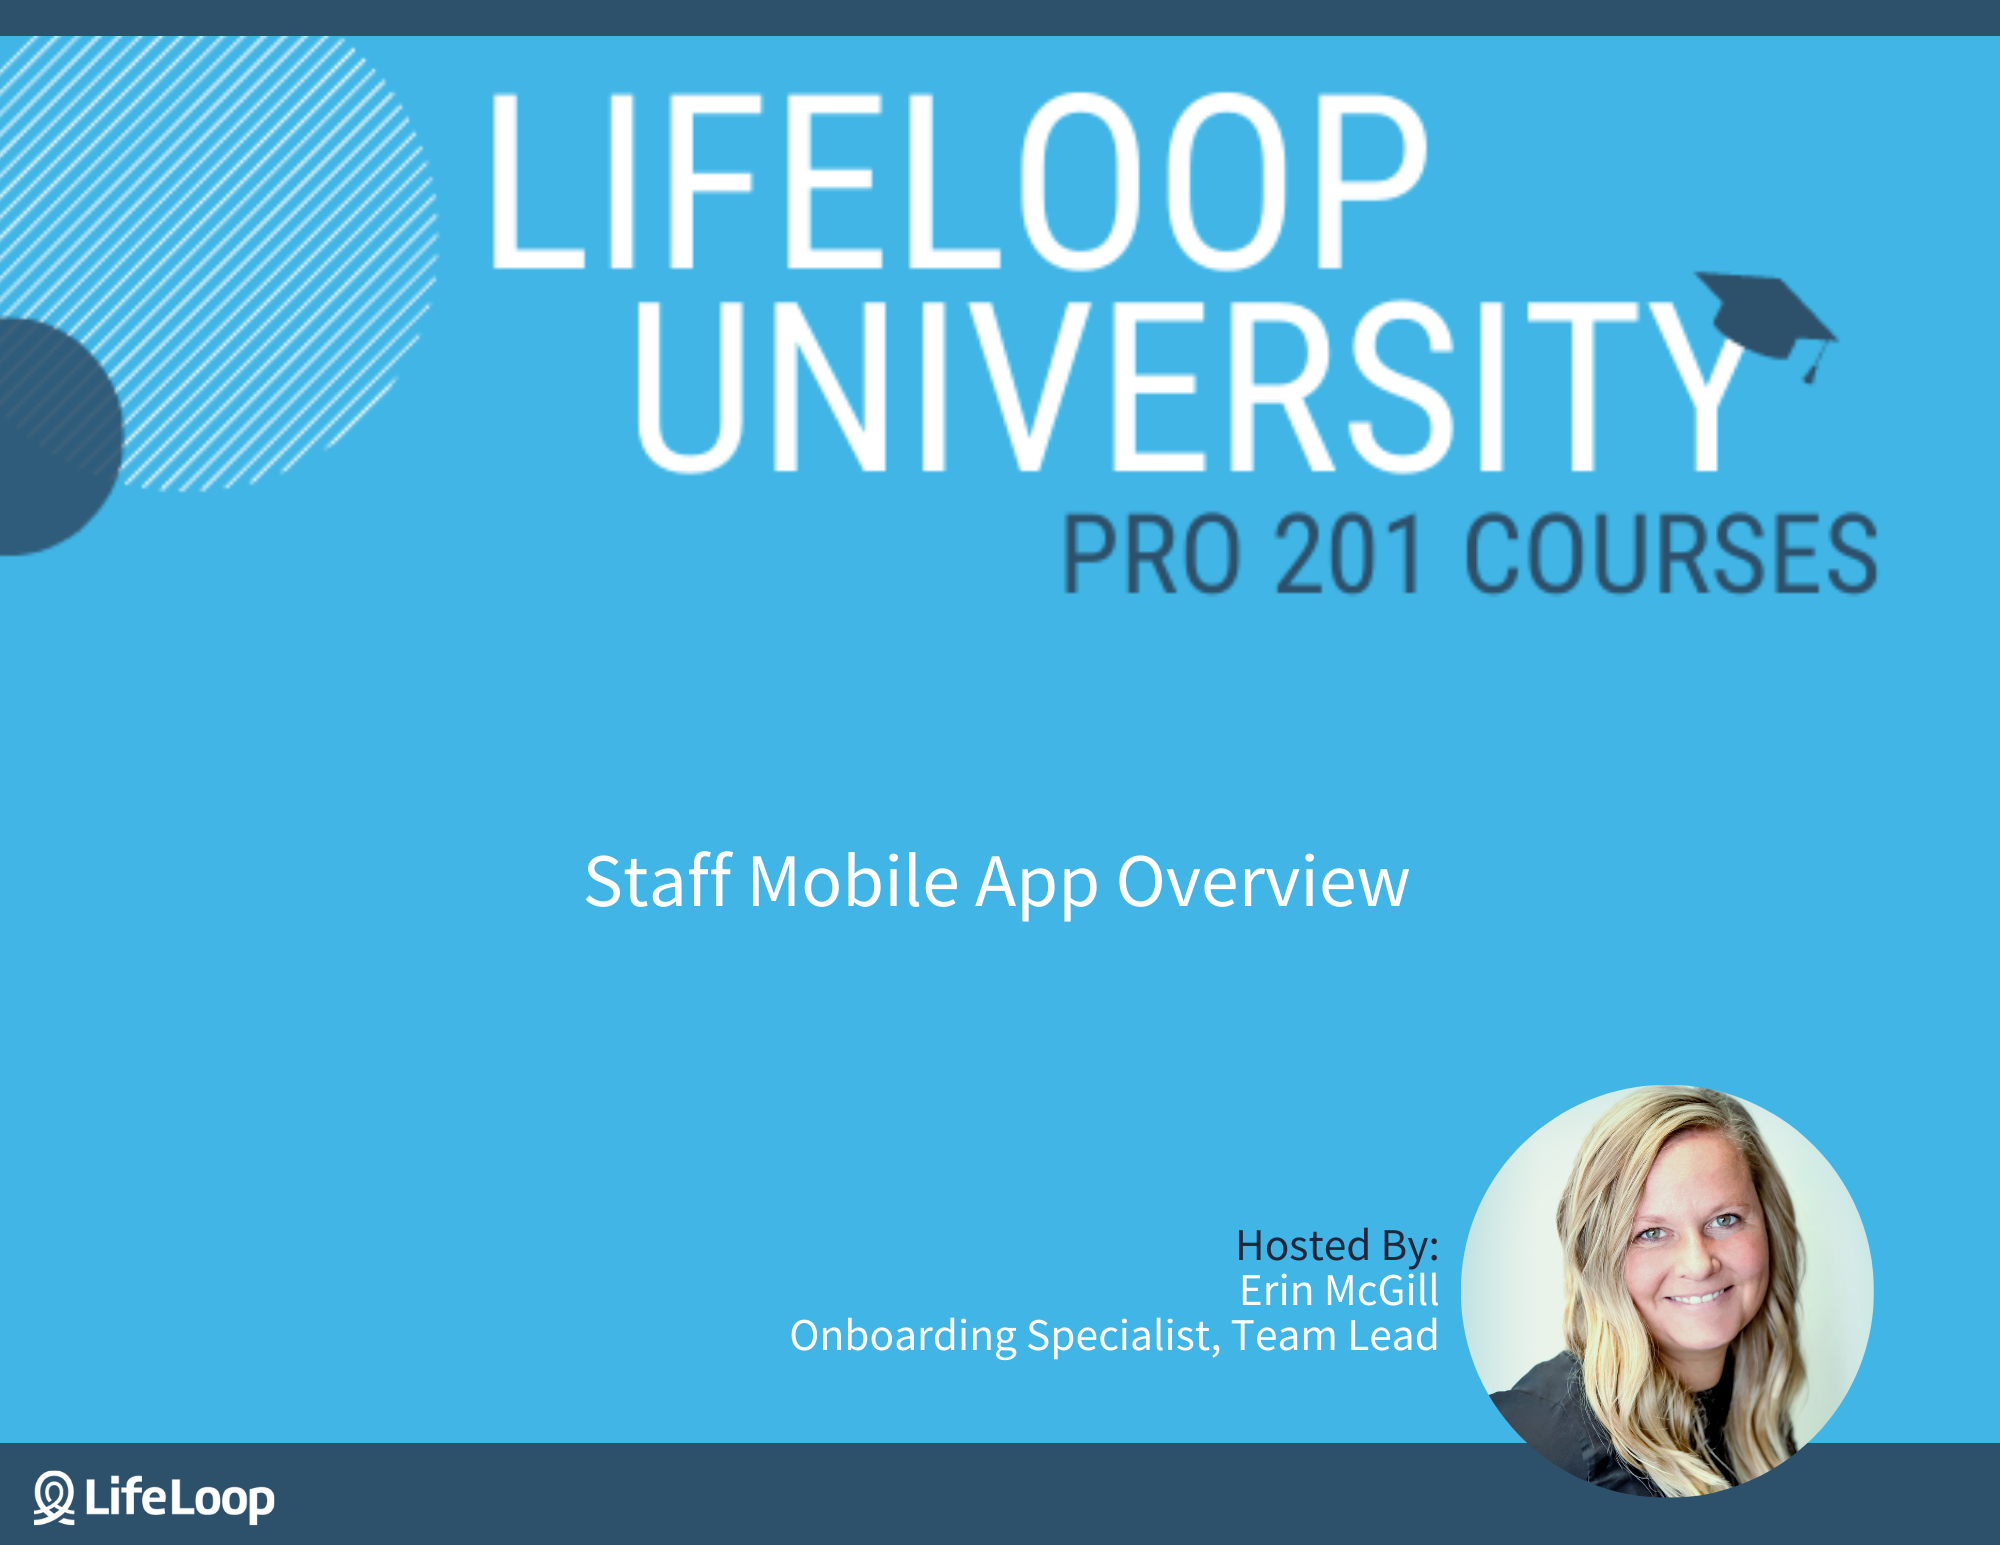 LIFELOOP
UNIVERSITY
PRO 201 COURSES
Staff Mobile App Overview
Hosted By:
Erin McGill
Onboarding Specialist, Team Lead
LifeLoop